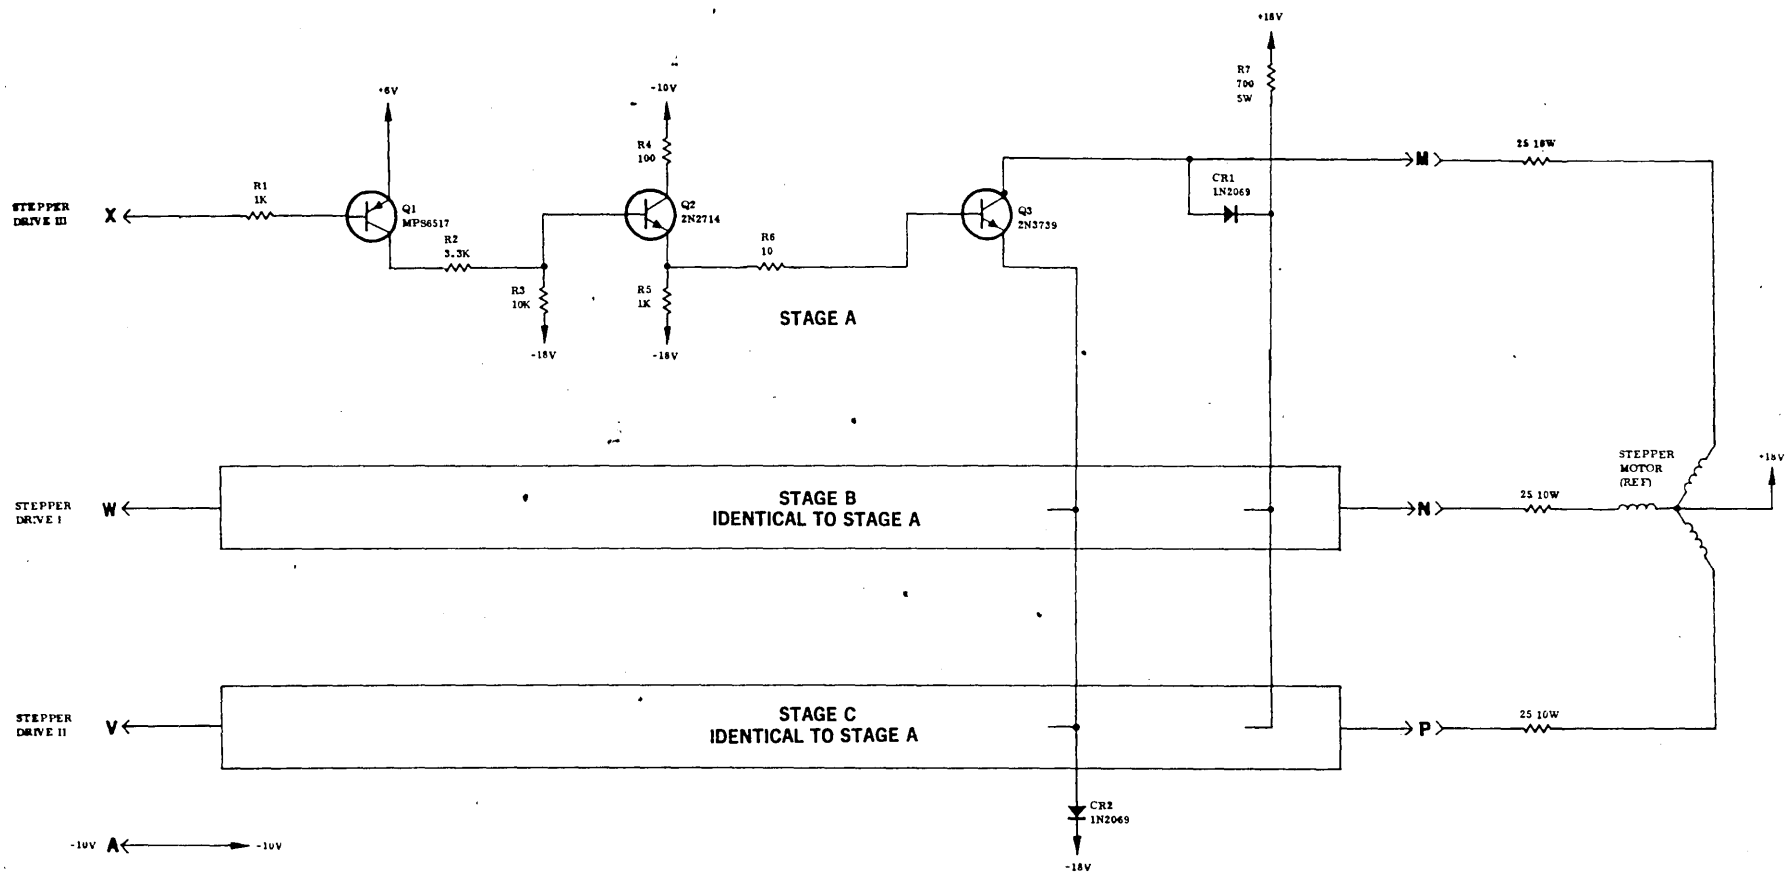 +18V
R7
700
5W
+6V
-10V
R4
100
25 10W
M
CR1
1N2069
R1
1K
STEPPER
DRIVE III
X
Q1
MPS6517
Q2
2N2714
Q3
2N3739
R2
3.3K
R6
10
R3
10K
R5
1K
STAGE A
-18V
-18V
STEPPER
MOTOR
(REF)
+18V
STEPPER
DRIVE I
W
STAGE B
IDENTICAL TO STAGE A
N
25 10W
STEPPER
DRIVE II
V
STAGE C
IDENTICAL TO STAGE A
P
25 10W
CR2
1N2069
-10V A -10V
-18V